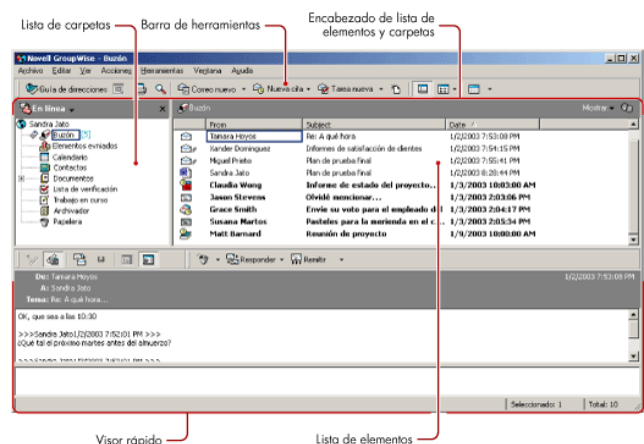 Lista de carpetas
Barra de herramientas
Encabezado de lista de
elementos y carpetas
Novell GroupWise - Buzón
Archivo Editar Ver Acciones Herramientas Ventana Ayuda
Guía de direcciones Correo nuevo Nueva cita Tarea nueva
En línea
Buzón
Mostrar
Sandra Jato
Buzón [5]
Elementos evniados
Calendario
Contactos
Documentos
Lista de verificación
Trabajo en curso
Archivador
Papelera
From Subject Date
Tamara Hoyos Re: A qué hora 1/2/2003 7:53:08 PM
Xander Dominguez Informes de satisfacción de clientes 1/2/2003 7:54:15 PM
Miguel Prieto Plan de prueba final 1/2/2003 7:55:41 PM
Sandra Jato Plan de prueba final 1/2/2003 8:28:44 PM
Claudia Wong Informe de estado del proyecto... 1/3/2003 10:03:00 AM
Jason Stevens Olvidé mencionar... 1/3/2003 2:03:06 PM
Grace Smith Envíe su voto para el empleado del 1/3/2003 2:04:17 PM
Susana Martos Pasteles para la merienda en el c... 1/3/2003 2:05:34 PM
Matt Barnard Reunión de proyecto 1/9/2003 10:00:00 AM
Responder Remitir
De: Tamara Hoyos 1/2/2003 7:53:08 PM
A: Sandra Jato
Tema: Re: A qué hora...
OK, que sea a las 10:30
>>>Sandra Jato1/2/2003 7:52:01 PM >>>
¿Qué tal el próximo martes antes del almuerzo?
Seleccionado: 1 Total: 10
Visor rápido
Lista de elementos